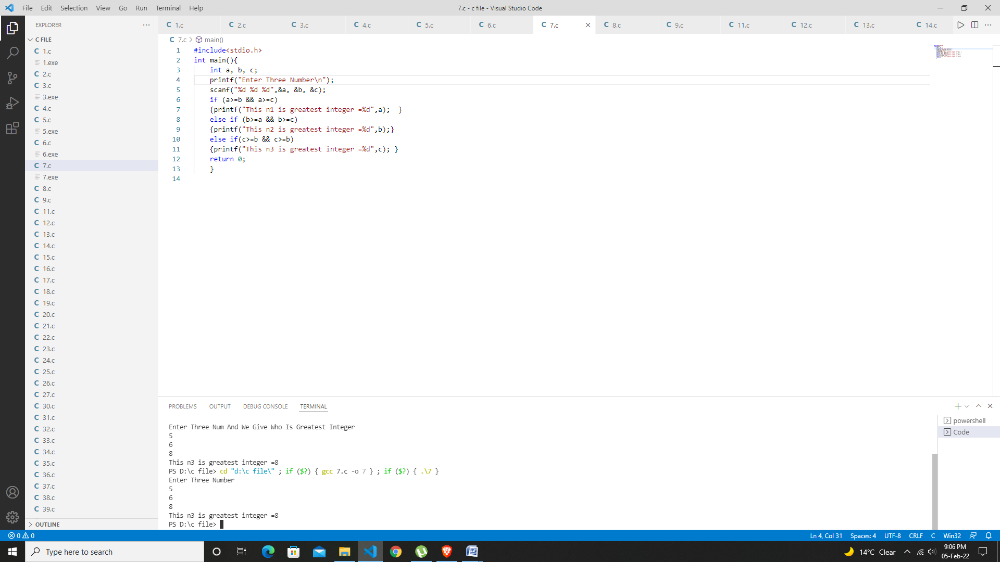 File Edit Selection View Go Run Terminal Help
7.c - c file - Visual Studio Code
EXPLORER
C FILE
1.c
1.exe
2.c
3.c
3.exe
4.c
5.c
5.exe
6.c
6.exe
7.c
7.exe
8.c
9.c
11.c
12.c
13.c
14.c
15.c
16.c
17.c
18.c
19.c
20.c
21.c
22.c
23.c
24.c
25.c
26.c
27.c
30.c
31.c
32.c
33.c
34.c
35.c
36.c
37.c
38.c
39.c
OUTLINE
C 1.c C 2.c C 3.c C 4.c C 5.c C 6.c C 7.c C 8.c C 9.c C 11.c C 12.c C 13.c C 14.c
C 7.c > main()
1 #include<stdio.h>
2 int main(){
3 int a, b, c;
4 printf("Enter Three Number\n");
5 scanf("%d %d %d",&a, &b, &c);
6 if (a>=b && a>=c)
7 {printf("This n1 is greatest integer =%d",a);  }
8 else if (b>=a && b>=c)
9 {printf("This n2 is greatest integer =%d",b);}
10 else if(c>=b && c>=b)
11 {printf("This n3 is greatest integer =%d",c); }
12 return 0;
13 }
14
PROBLEMS OUTPUT DEBUG CONSOLE TERMINAL
Enter Three Num And We Give Who Is Greatest Integer
5
6
8
This n3 is greatest integer =8
PS D:\c file> cd "d:\c file\" ; if ($?) { gcc 7.c -o 7 } ; if ($?) { .\7 }
Enter Three Number
5
6
8
This n3 is greatest integer =8
PS D:\c file>
powershell
Code
0 0
Ln 4, Col 31 Spaces: 4 UTF-8 CRLF C Win32
Type here to search
14°C Clear
9:06 PM
05-Feb-22